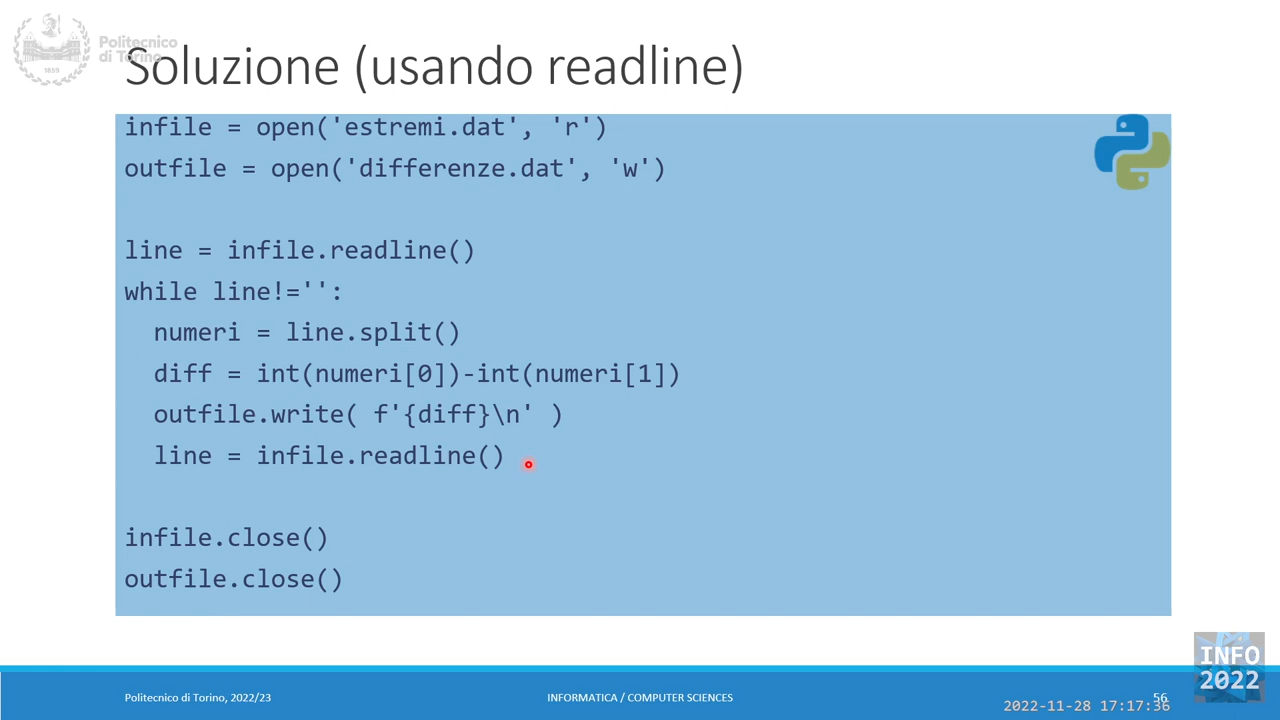 Politecnico
di Torino
1859
Soluzione (usando readline)
infile = open('estremi.dat', 'r')
outfile = open('differenze.dat', 'w')
line = infile.readline()
while line!='':
  numeri = line.split()
  diff = int(numeri[0])-int(numeri[1])
  outfile.write( f'{diff}\n' )
  line = infile.readline()
infile.close()
outfile.close()
INFO
2022
Politecnico di Torino, 2022/23
INFORMATICA / COMPUTER SCIENCES
56
2022-11-28 17:17:36